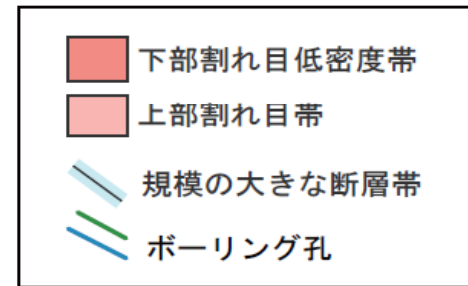 下部割れ目低密度帯
上部割れ目帯
規模の大きな断層帯
ボーリング孔